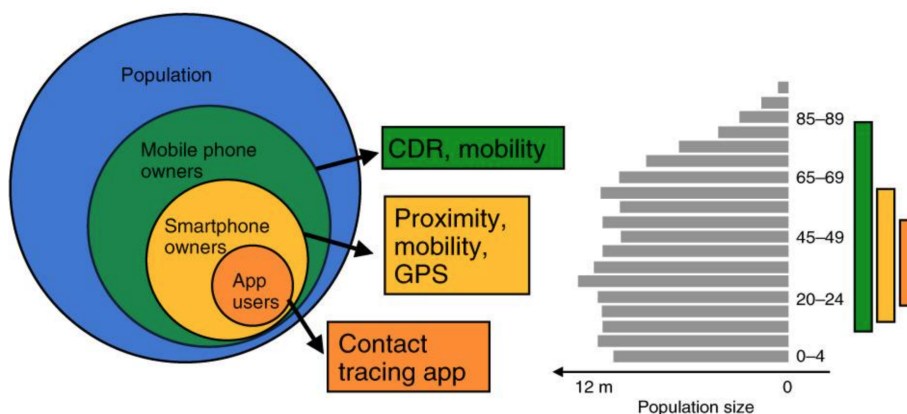 Population
Mobile phone
owners
Smartphone
owners
App
users
CDR, mobility
Proximity,
mobility,
GPS
Contact
tracing app
85–89
65–69
45–49
20–24
0–4
12 m
0
Population size